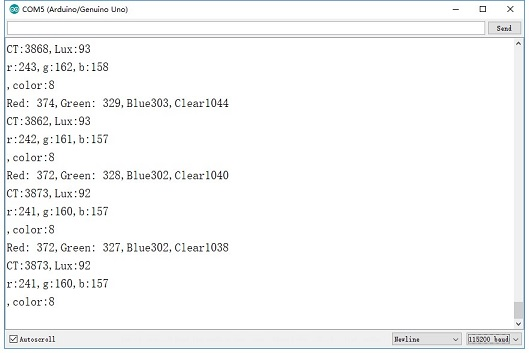 COM5 (Arduino/Genuino Uno)
Send
CT:3868,Lux:93
r:243,g:162,b:158
,color:8
Red: 374,Green: 329,Blue303,Clear1044
CT:3862,Lux:93
r:242,g:161,b:157
,color:8
Red: 372,Green: 328,Blue302,Clear1040
CT:3873,Lux:92
r:241,g:160,b:157
,color:8
Red: 372,Green: 327,Blue302,Clear1038
CT:3873,Lux:92
r:241,g:160,b:157
,color:8
Autoscroll Newline 115200 baud